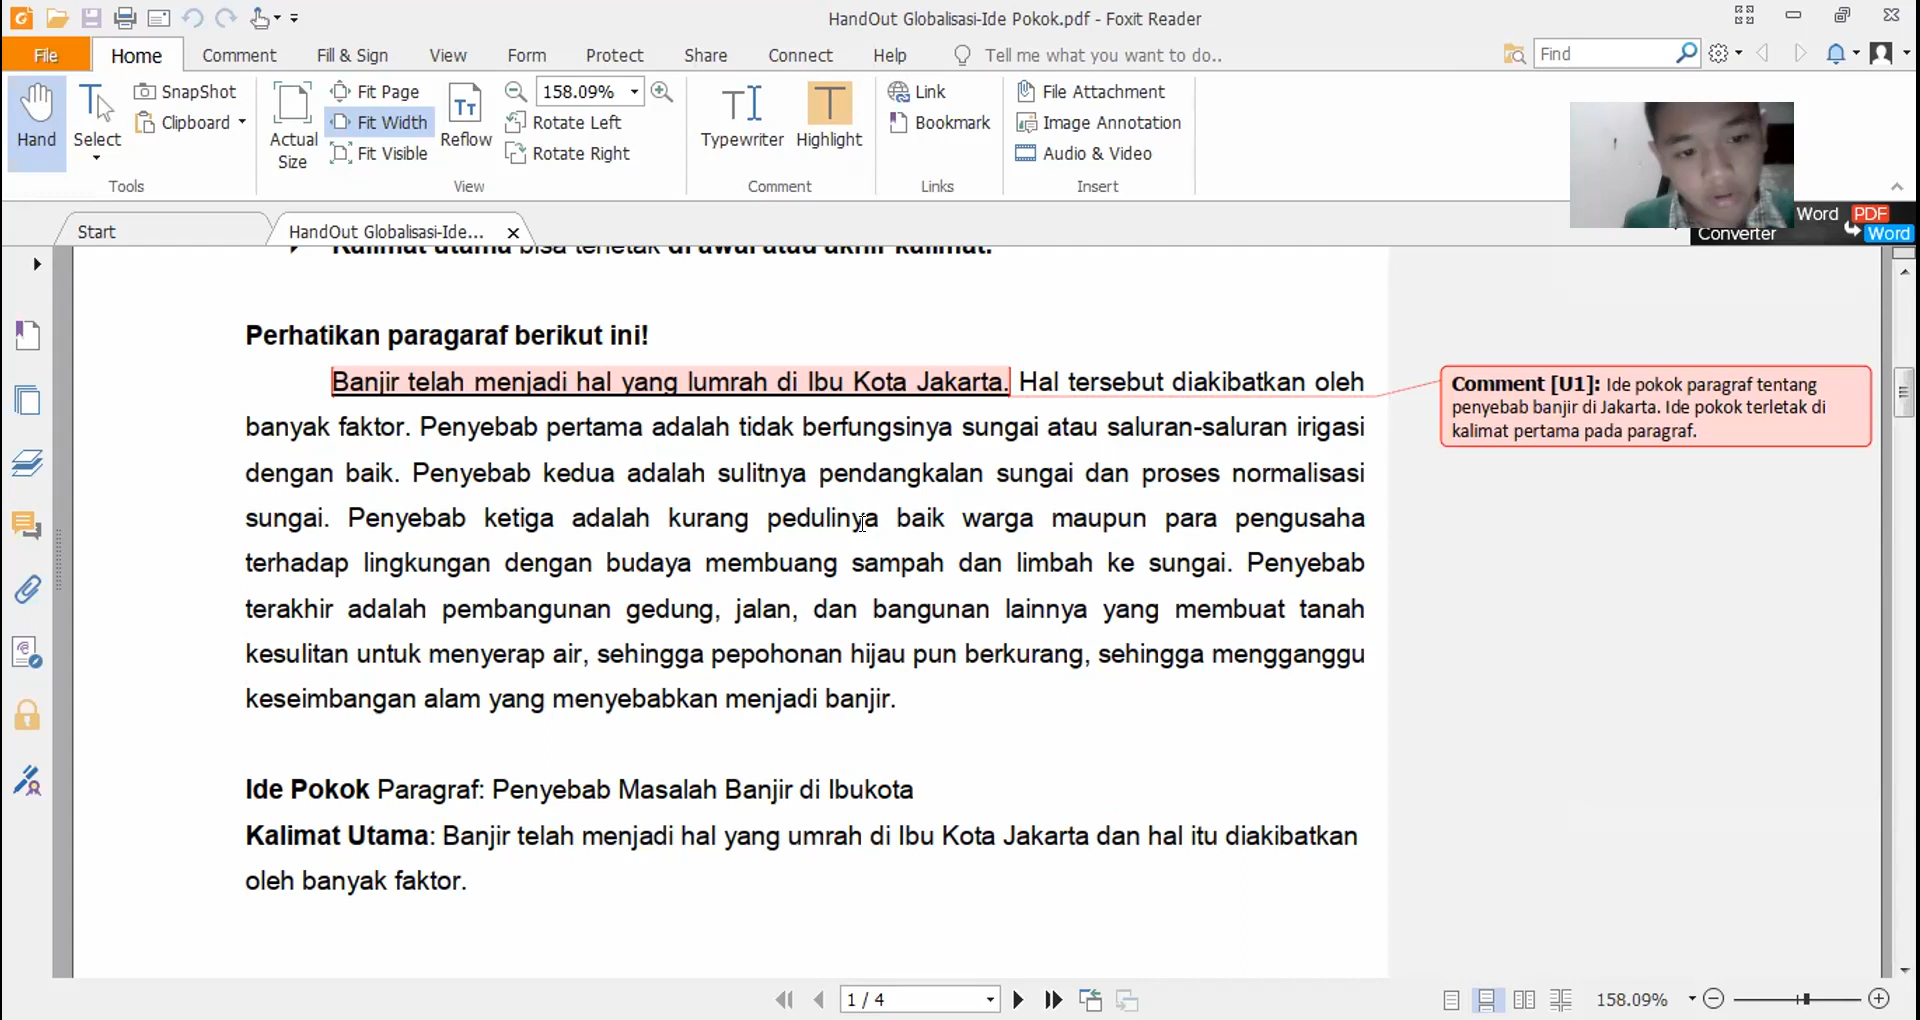 HandOut Globalisasi-Ide Pokok.pdf - Foxit Reader
File Home Comment Fill & Sign View Form Protect Share Connect Help Tell me what you want to do.. Find
Hand
Select
SnapShot
Clipboard
Tools
Actual Size
Fit Page
Fit Width
Fit Visible
Reflow
158.09%
Rotate Left
Rotate Right
View
Typewriter
Highlight
Comment
Link
Bookmark
Links
File Attachment
Image Annotation
Audio & Video
Insert
Word PDF
Converter Word
Start
HandOut Globalisasi-Ide...
Kalimat utama bisa terletak di awal atau akhir kalimat.
Perhatikan paragaraf berikut ini!
Banjir telah menjadi hal yang lumrah di Ibu Kota Jakarta. Hal tersebut diakibatkan oleh
banyak faktor. Penyebab pertama adalah tidak berfungsinya sungai atau saluran-saluran irigasi
dengan baik. Penyebab kedua adalah sulitnya pendangkalan sungai dan proses normalisasi
sungai. Penyebab ketiga adalah kurang pedulinya baik warga maupun para pengusaha
terhadap lingkungan dengan budaya membuang sampah dan limbah ke sungai. Penyebab
terakhir adalah pembangunan gedung, jalan, dan bangunan lainnya yang membuat tanah
kesulitan untuk menyerap air, sehingga pepohonan hijau pun berkurang, sehingga mengganggu
keseimbangan alam yang menyebabkan menjadi banjir.
Comment [U1]: Ide pokok paragraf tentang
penyebab banjir di Jakarta. Ide pokok terletak di
kalimat pertama pada paragraf.
Ide Pokok Paragraf: Penyebab Masalah Banjir di Ibukota
Kalimat Utama: Banjir telah menjadi hal yang umrah di Ibu Kota Jakarta dan hal itu diakibatkan
oleh banyak faktor.
1 / 4
158.09%